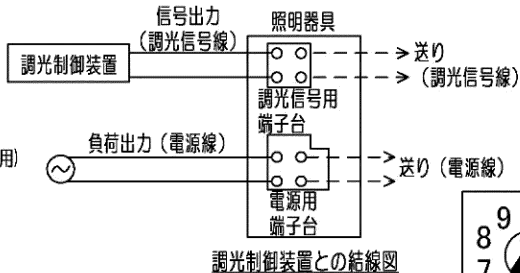 信号出力
(調光信号線)
照明器具
調光制御装置
送り
(調光信号線)
調光信号用
端子台
用)
負荷出力(電源線)
送り(電源線)
電源用
端子台
調光制御装置との結線図
9
8
7